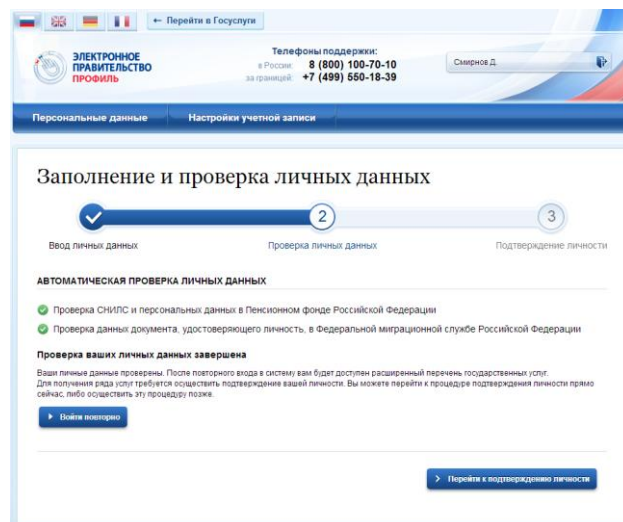 ← Перейти в Госуслуги
ЭЛЕКТРОННОЕ
ПРАВИТЕЛЬСТВО
ПРОФИЛЬ
Телефоны поддержки:
в России: 8 (800) 100-70-10
за границей: +7 (499) 550-18-39
Смирнов Д.
Персональные данные Настройки учетной записи
Заполнение и проверка личных данных
2 3
Ввод личных данных Проверка личных данных Подтверждение личности
АВТОМАТИЧЕСКАЯ ПРОВЕРКА ЛИЧНЫХ ДАННЫХ
Проверка СНИЛС и персональных данных в Пенсионном фонде Российской Федерации
Проверка данных документа, удостоверяющего личность, в Федеральной миграционной службе Российской Федерации
Проверка ваших личных данных завершена
Ваши личные данные проверены. После повторного входа в систему вам будет доступен расширенный перечень государственных услуг.
Для получения ряда услуг требуется осуществить подтверждение вашей личности. Вы можете перейти к процедуре подтверждения личности прямо
сейчас, либо осуществить эту процедуру позже.
Войти повторно
Перейти к подтверждению личности